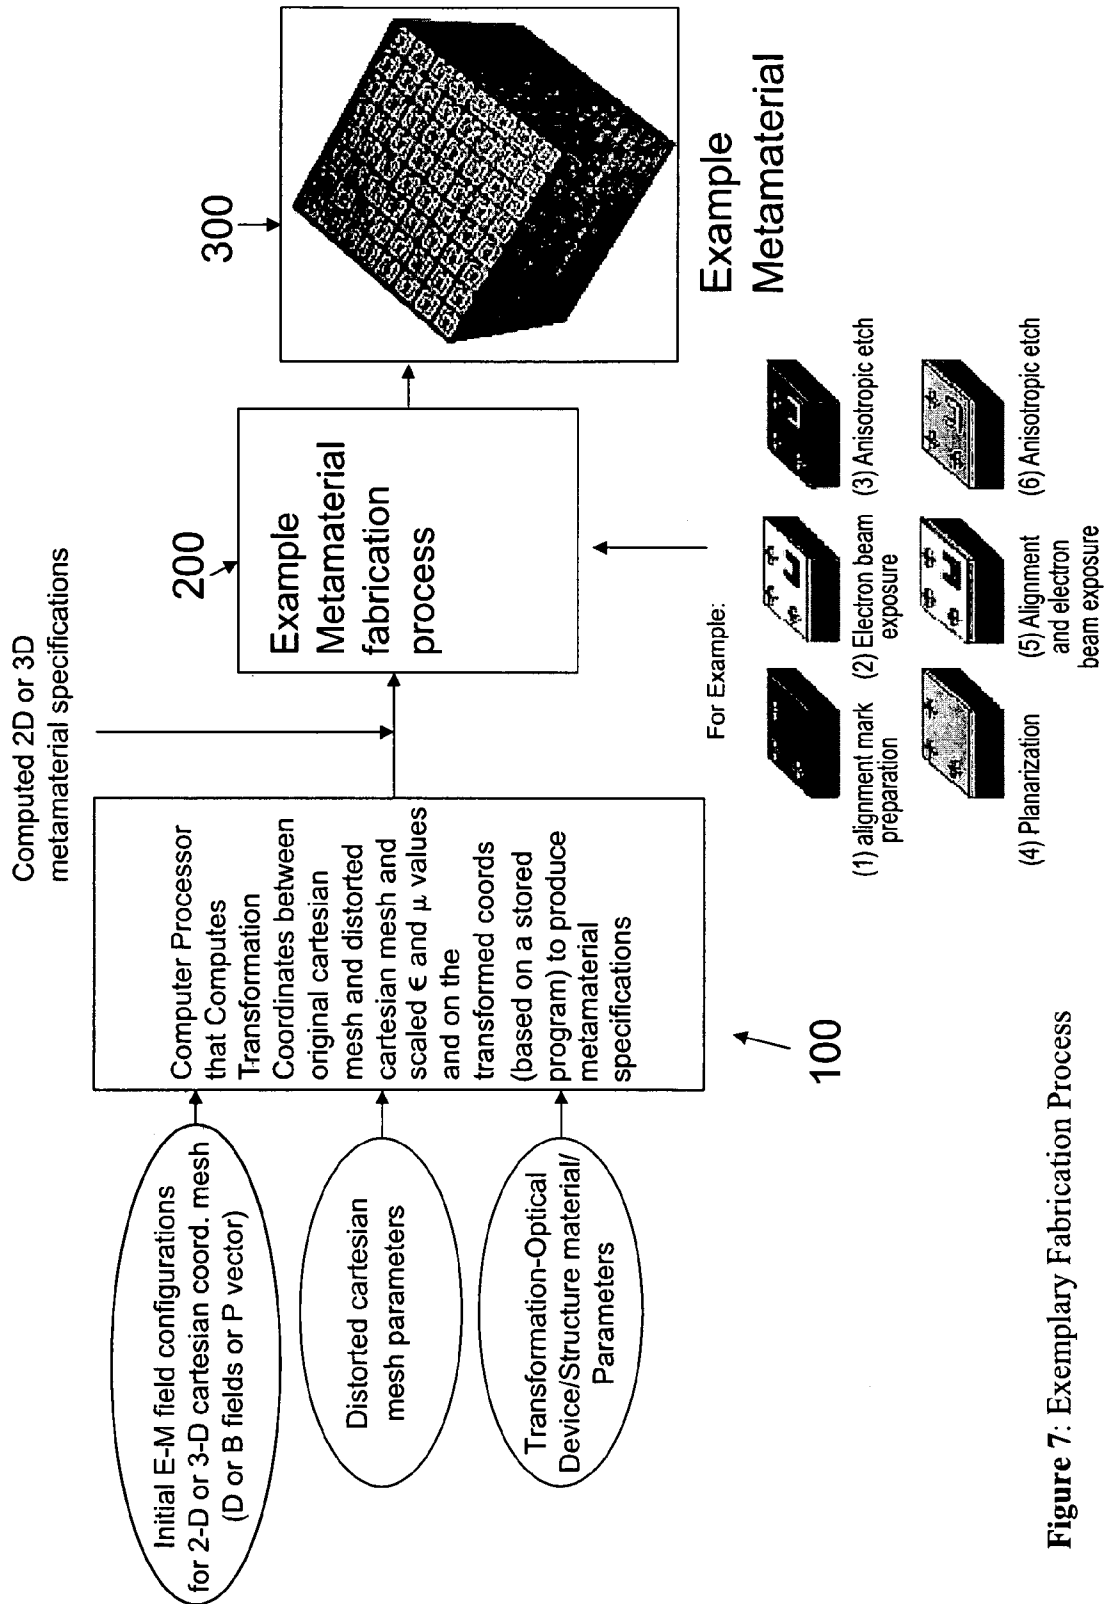 Initial E-M field configurations
for 2-D or 3-D cartesian coord. mesh
(D or B fields or P vector)
Distorted cartesian
mesh parameters
Transformation-Optical
Device/Structure material/
Parameters
Computer Processor
that Computes
Transformation
Coordinates between
original cartesian
mesh and distorted
cartesian mesh and
scaled ϵ and μ values
and on the
transformed coords
(based on a stored
program) to produce
metamaterial
specifications
100
Computed 2D or 3D
metamaterial specifications
200
Example
Metamaterial
fabrication
process
300
Example
Metamaterial
For Example:
(1) alignment mark
preparation
(2) Electron beam
exposure
(3) Anisotropic etch
(4) Planarization
(5) Alignment
and electron
beam exposure
(6) Anisotropic etch
Figure 7: Exemplary Fabrication Process